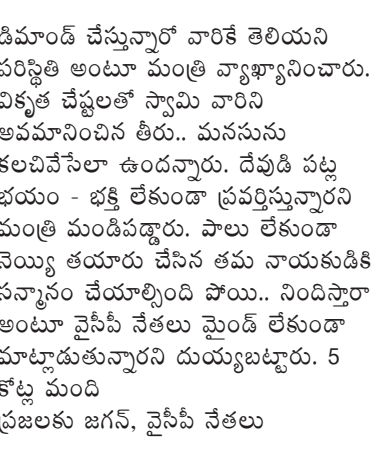 డిమాండ్ చేస్తున్నారో వారికే తెలియని
పరిస్థితి అంటూ మంత్రి వ్యాఖ్యానించారు.
వికృత చేష్టలతో స్వామి వారిని
అవమానించిన తీరు.. మనసును
కలచివేసేలా ఉందన్నారు. దేవుడి పట్ల
భయం - భక్తి లేకుండా ప్రవర్తిస్తున్నారని
మంత్రి మండిపడ్డారు. పాలు లేకుండా
నెయ్యి తయారు చేసిన తమ నాయకుడికి
సన్మానం చేయాల్సింది పోయి.. నిందిస్తారా
అంటూ వైసీపీ నేతలు మైండ్ లేకుండా
మాట్లాడుతున్నారని దుయ్యబట్టారు. 5
కోట్ల మంది
ప్రజలకు జగన్, వైసీపీ నేతలు